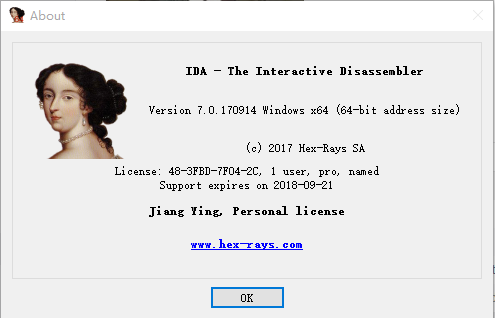 About
IDA - The Interactive Disassembler
Version 7.0.170914 Windows x64 (64-bit address size)
(c) 2017 Hex-Rays SA
License: 48-3FBD-7F04-2C, 1 user, pro, named
Support expires on 2018-09-21
Jiang Ying, Personal license
www.hex-rays.com
OK